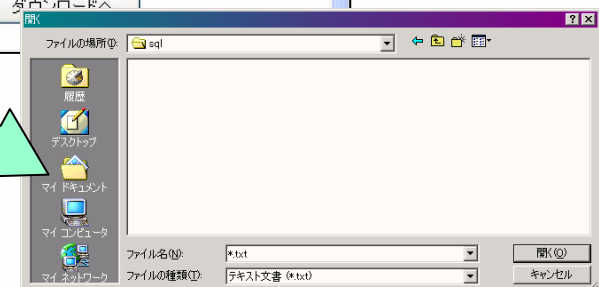 ダウンロードへ
開く
ファイルの場所(I): sql
履歴
デスクトップ
マイ ドキュメント
マイ コンピュータ
マイ ネットワーク
ファイル名(N): *.txt 開く(O)
ファイルの種類(T): テキスト文書 (*.txt) キャンセル